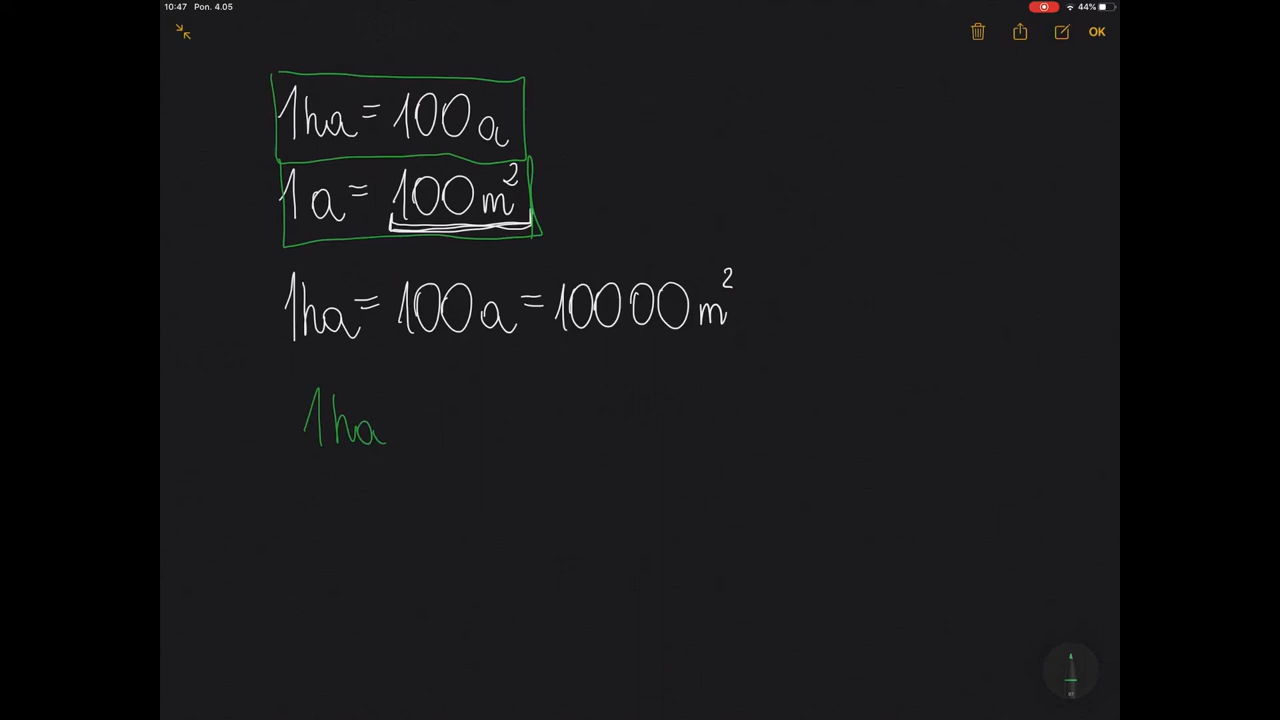 10:47 Pon. 4.05 44%
OK
1ha = 100a
1a = 100m²
1ha = 100a = 10000m²
1ha